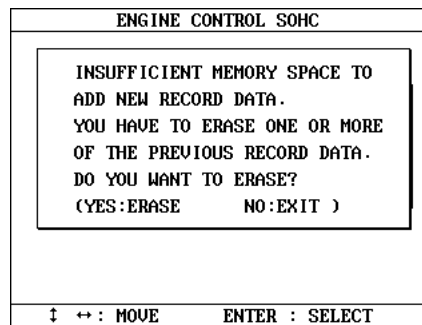 ENGINE CONTROL SOHC
INSUFFICIENT MEMORY SPACE TO
ADD NEW RECORD DATA.
YOU HAVE TO ERASE ONE OR MORE
OF THE PREVIOUS RECORD DATA.
DO YOU WANT TO ERASE?
(YES:ERASE NO:EXIT )
↕ ↔: MOVE ENTER : SELECT